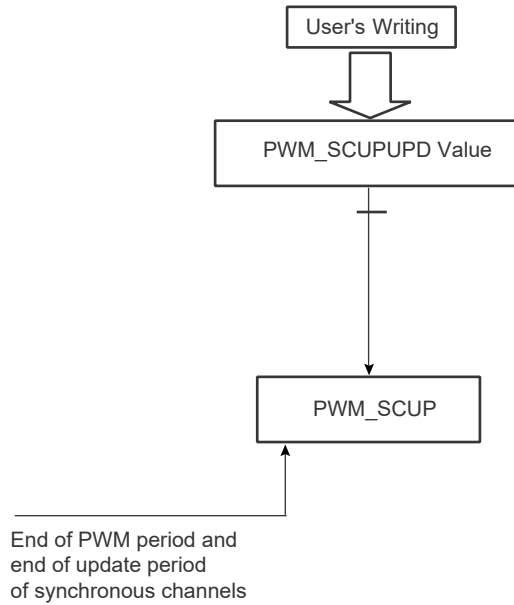 User's Writing
PWM_SCUPUPD Value
PWM_SCUP
End of PWM period and
end of update period
of synchronous channels